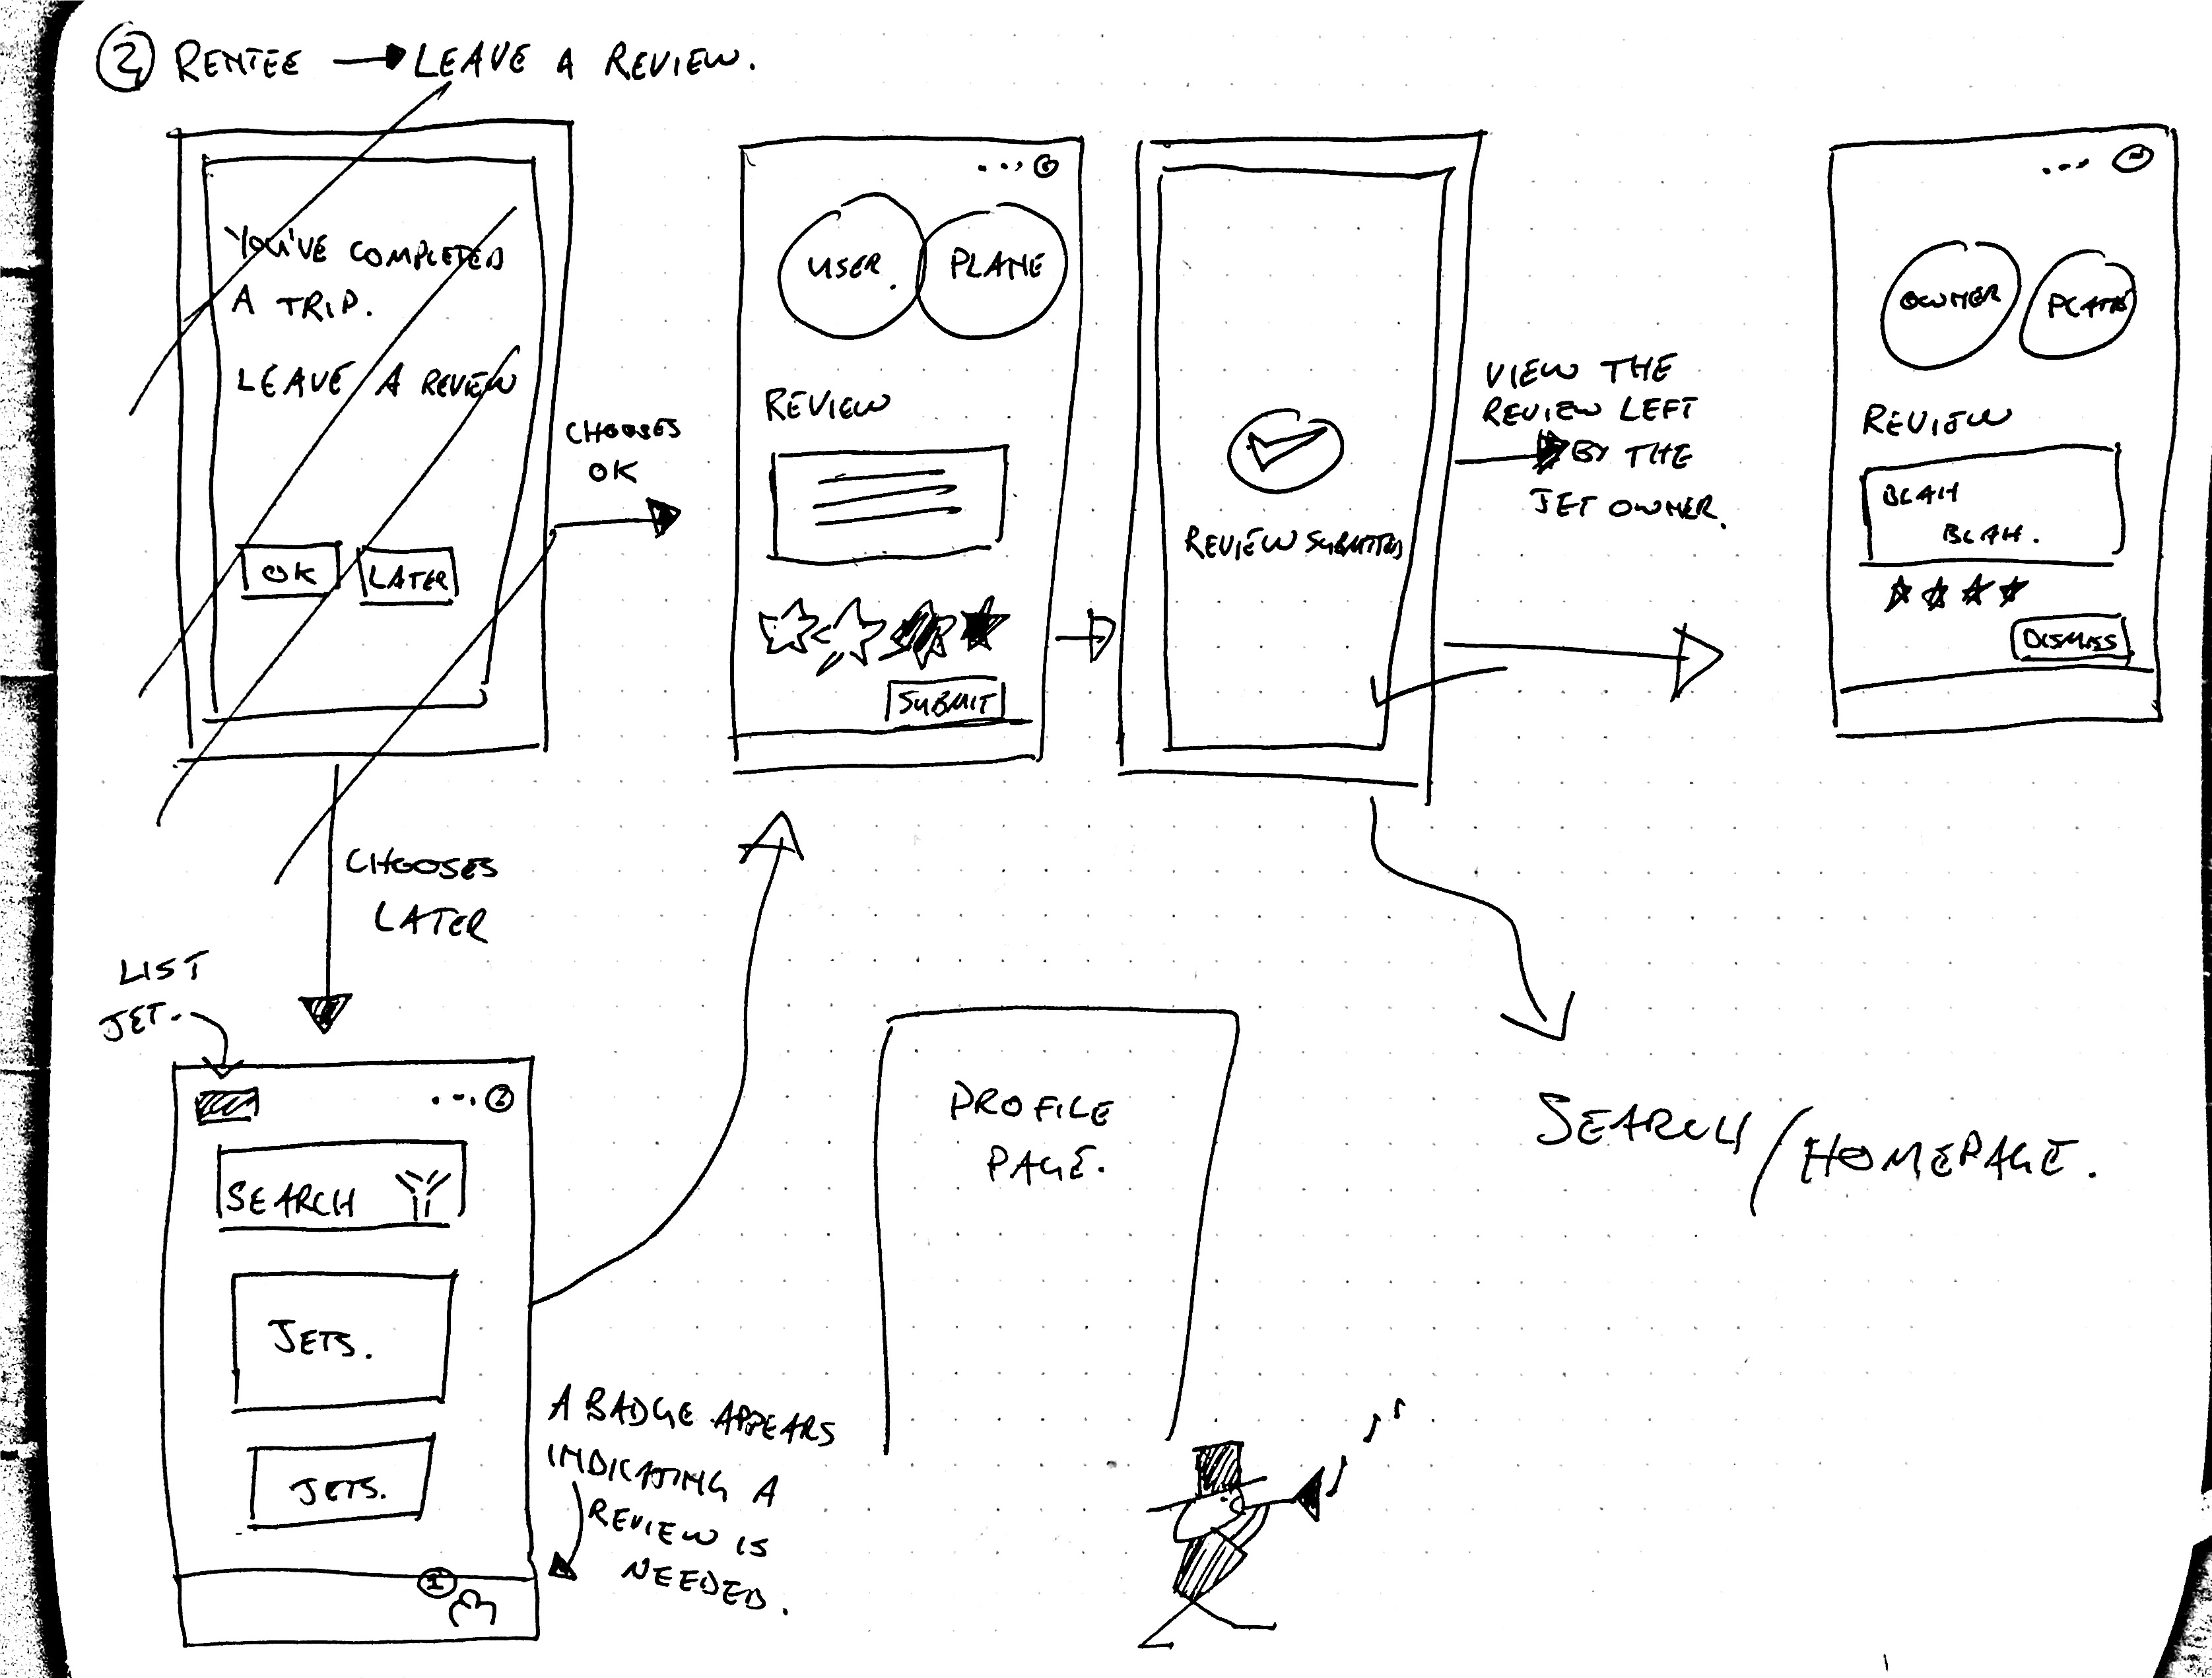 2 RENTEE → LEAVE A REVIEW.
YOU'VE COMPLETED
A TRIP.
LEAVE A REVIEW
OK LATER
CHOOSES
OK
USER. PLANE
REVIEW
SUBMIT
REVIEW SUBMITTED
VIEW THE
REVIEW LEFT
BY THE
JET OWNER.
OWNER PLANE
REVIEW
BLAH
BLAH.
DISMISS
CHOOSES
LATER
LIST
JET.
SEARCH
JETS.
JETS.
1
A BADGE APPEARS
INDICATING A
REVIEW IS
NEEDED.
PROFILE
PAGE.
SEARCH/HOMEPAGE.